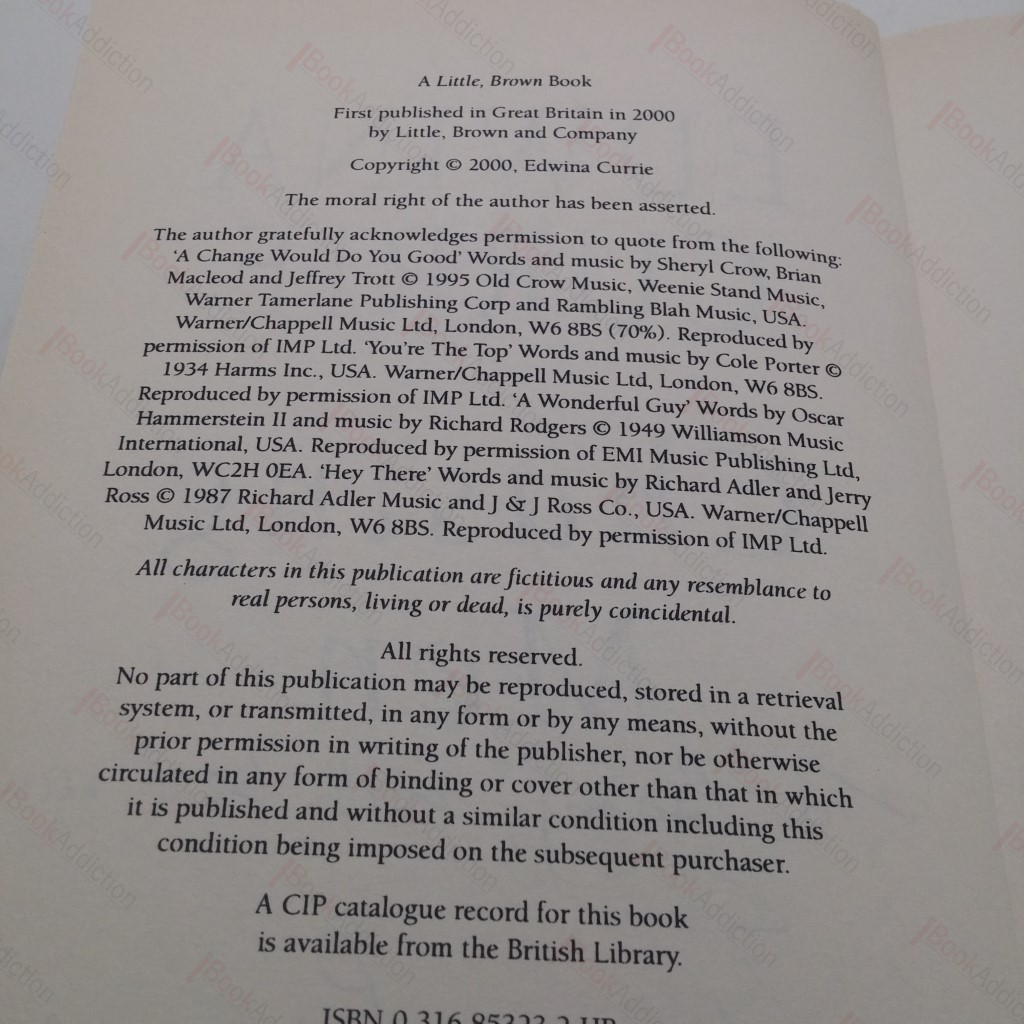 A Little, Brown Book
First published in Great Britain in 2000
by Little, Brown and Company
Copyright © 2000, Edwina Currie
The moral right of the author has been asserted.
The author gratefully acknowledges permission to quote from the following:
‘A Change Would Do You Good’ Words and music by Sheryl Crow, Brian
Macleod and Jeffrey Trott © 1995 Old Crow Music, Weenie Stand Music,
Warner Tamerlane Publishing Corp and Rambling Blah Music, USA.
Warner/Chappell Music Ltd, London, W6 8BS (70%). Reproduced by
permission of IMP Ltd. ‘You’re The Top’ Words and music by Cole Porter ©
1934 Harms Inc., USA. Warner/Chappell Music Ltd, London, W6 8BS.
Reproduced by permission of IMP Ltd. ‘A Wonderful Guy’ Words by Oscar
Hammerstein II and music by Richard Rodgers © 1949 Williamson Music
International, USA. Reproduced by permission of EMI Music Publishing Ltd,
London, WC2H 0EA. ‘Hey There’ Words and music by Richard Adler and Jerry
Ross © 1987 Richard Adler Music and J & J Ross Co., USA. Warner/Chappell
Music Ltd, London, W6 8BS. Reproduced by permission of IMP Ltd.
All characters in this publication are fictitious and any resemblance to
real persons, living or dead, is purely coincidental.
All rights reserved.
No part of this publication may be reproduced, stored in a retrieval
system, or transmitted, in any form or by any means, without the
prior permission in writing of the publisher, nor be otherwise
circulated in any form of binding or cover other than that in which
it is published and without a similar condition including this
condition being imposed on the subsequent purchaser.
A CIP catalogue record for this book
is available from the British Library.
ISBN 0 316
BookAddiction